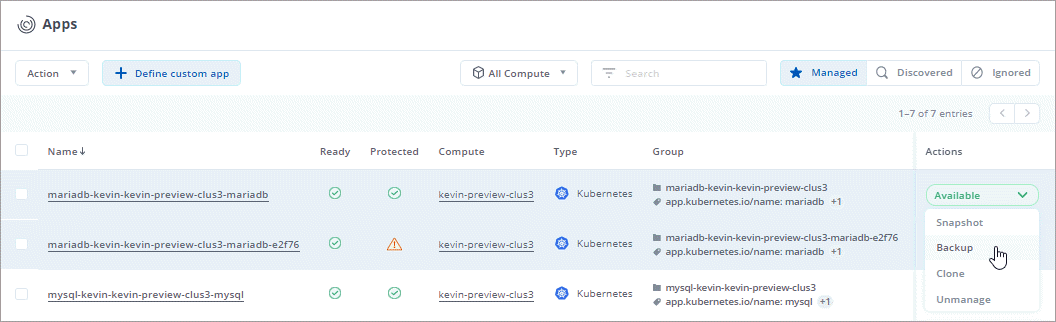 Apps
Action
+ Define custom app
All Compute
Search
Managed
Discovered
Ignored
1–7 of 7 entries
Name↓ Ready Protected Compute Type Group Actions
mariadb-kevin-kevin-preview-clus3-mariadb
kevin-preview-clus3
Kubernetes
mariadb-kevin-kevin-preview-clus3
app.kubernetes.io/name: mariadb +1
Available
Snapshot
Backup
Clone
Unmanage
mariadb-kevin-kevin-preview-clus3-mariadb-e2f76
kevin-preview-clus3
Kubernetes
mariadb-kevin-kevin-preview-clus3-mariadb-e2f76
app.kubernetes.io/name: mariadb +1
mysql-kevin-kevin-preview-clus3-mysql
kevin-preview-clus3
Kubernetes
mysql-kevin-kevin-preview-clus3
app.kubernetes.io/name: mysql +1